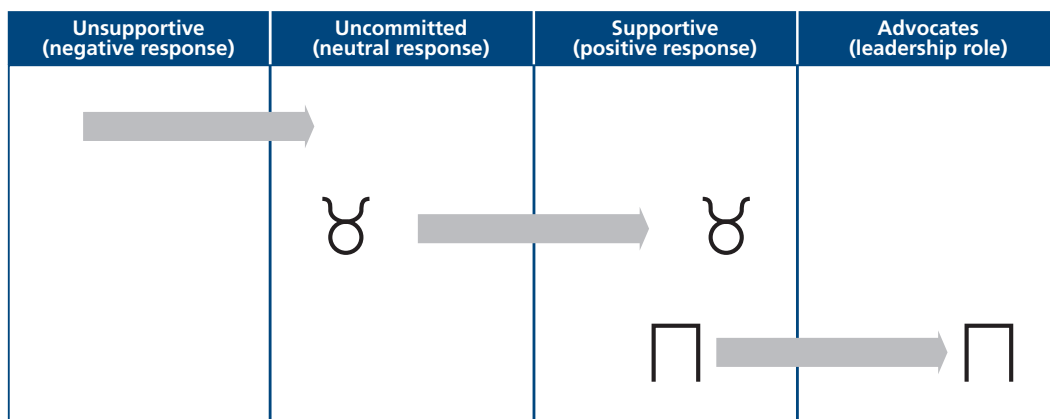 Unsupportive
(negative response)
Uncommitted
(neutral response)
Supportive
(positive response)
Advocates
(leadership role)